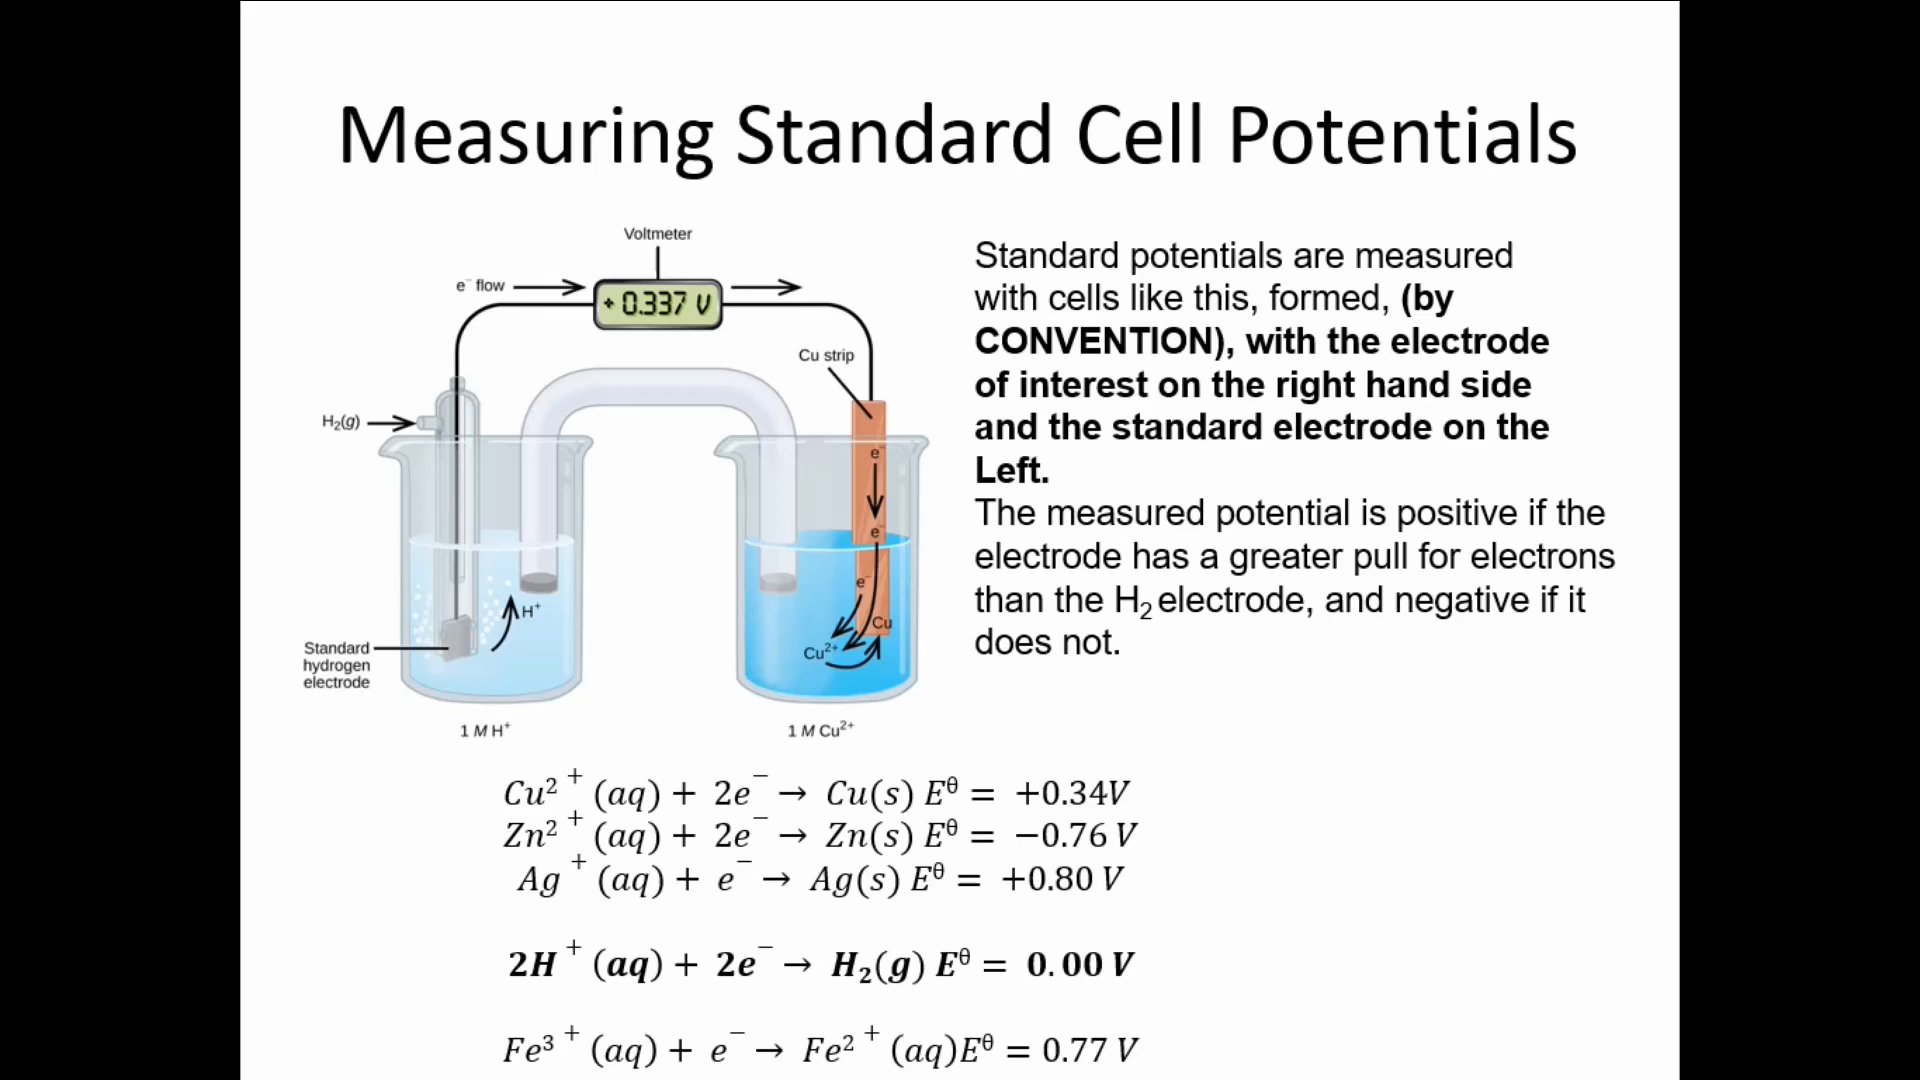 Measuring Standard Cell Potentials
Voltmeter
e⁻ flow
+ 0.337 V
Cu strip
H₂(g)
e⁻
e⁻
e⁻
H⁺
Cu
Cu²⁺
Standard
hydrogen
electrode
1 M H⁺
1 M Cu²⁺
Standard potentials are measured
with cells like this, formed, (by
CONVENTION), with the electrode
of interest on the right hand side
and the standard electrode on the
Left.
The measured potential is positive if the
electrode has a greater pull for electrons
than the H₂ electrode, and negative if it
does not.
Cu²⁺(aq) + 2e⁻ → Cu(s) Eᶿ = +0.34V
Zn²⁺(aq) + 2e⁻ → Zn(s) Eᶿ = −0.76 V
Ag⁺(aq) + e⁻ → Ag(s) Eᶿ = +0.80 V
2H⁺(aq) + 2e⁻ → H₂(g) Eᶿ = 0.00 V
Fe³⁺(aq) + e⁻ → Fe²⁺(aq)Eᶿ = 0.77 V